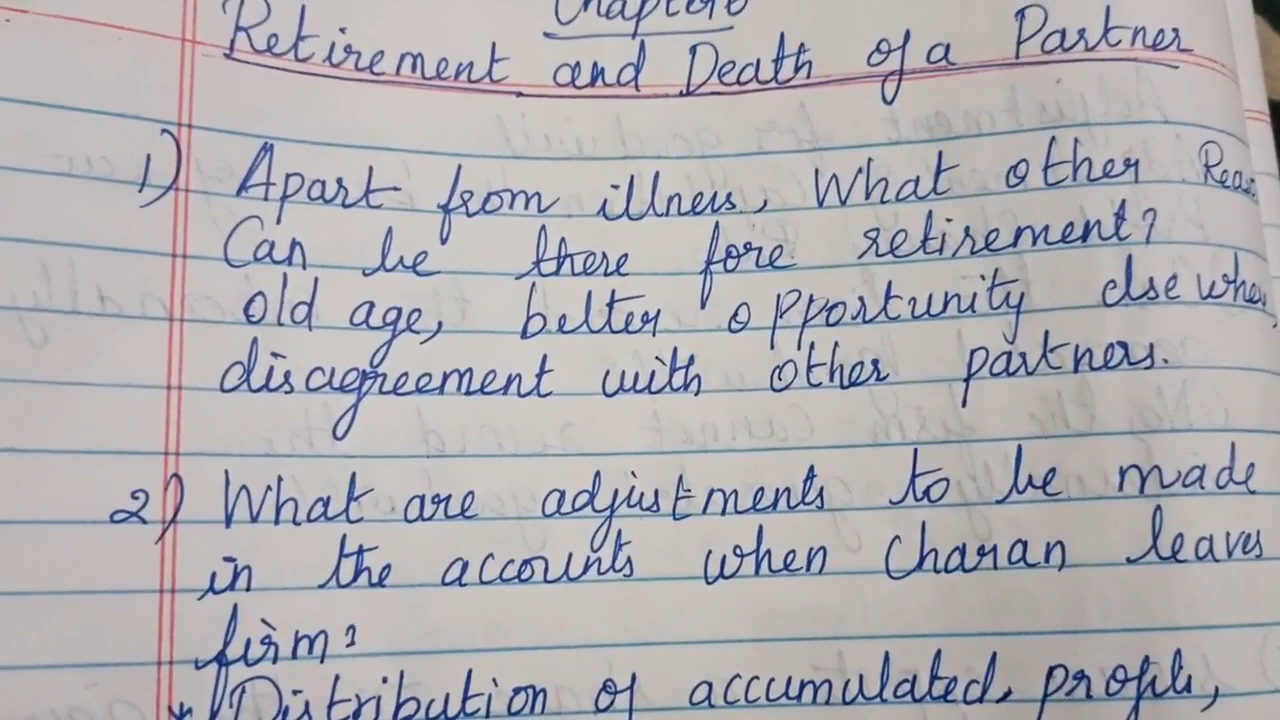 Retirement and Death of a Partner
1) Apart from illness, What other
Can be there fore retirement?
old age, better opportunity
disagreement with other partners.
2) What are adjustments to be made
in the accounts when Charan leaves
firm?
Distribution of accumulated, profits,